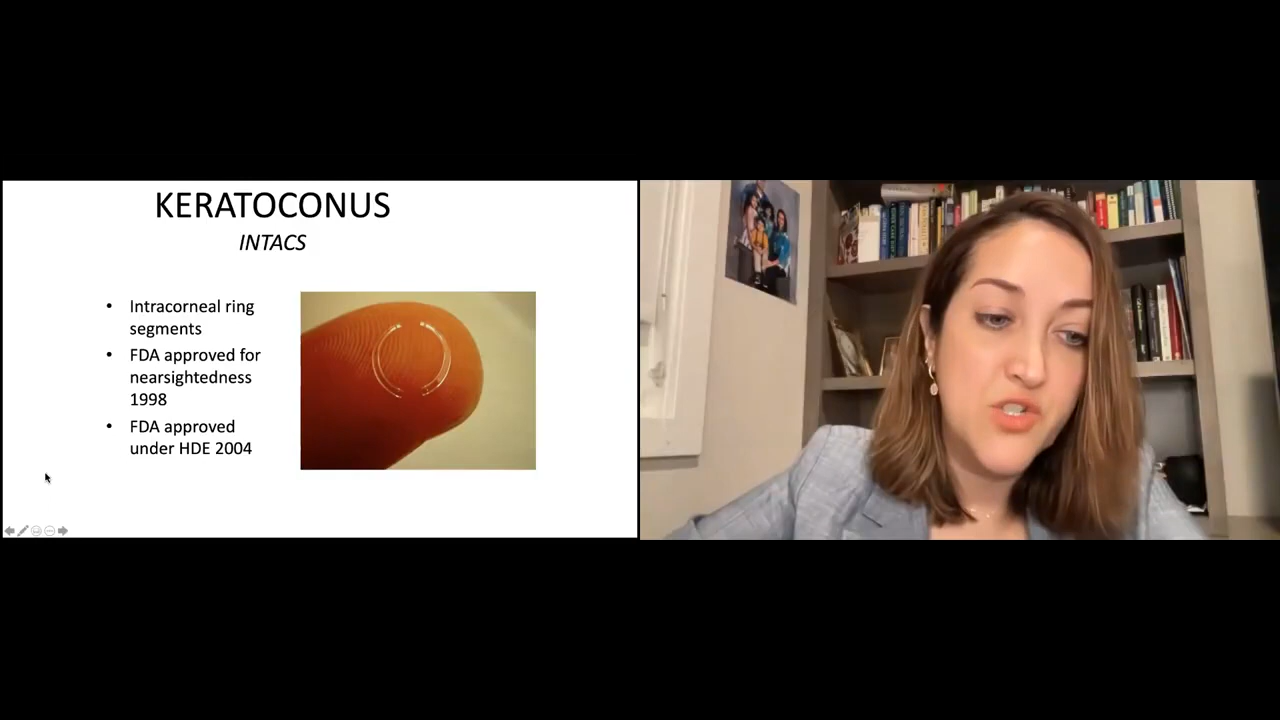 KERATOCONUS
INTACS
• Intracorneal ring
segments
• FDA approved for
nearsightedness
1998
• FDA approved
under HDE 2004